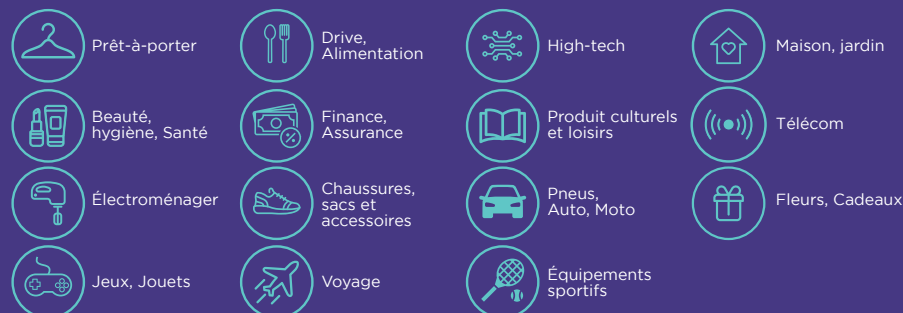 Prêt-à-porter
Drive,
Alimentation
High-tech
Maison, jardin
Beauté,
hygiène, Santé
Finance,
Assurance
Produit culturels
et loisirs
Télécom
Électroménager
Chaussures,
sacs et
accessoires
Pneus,
Auto, Moto
Fleurs, Cadeaux
Jeux, Jouets
Voyage
Équipements
sportifs